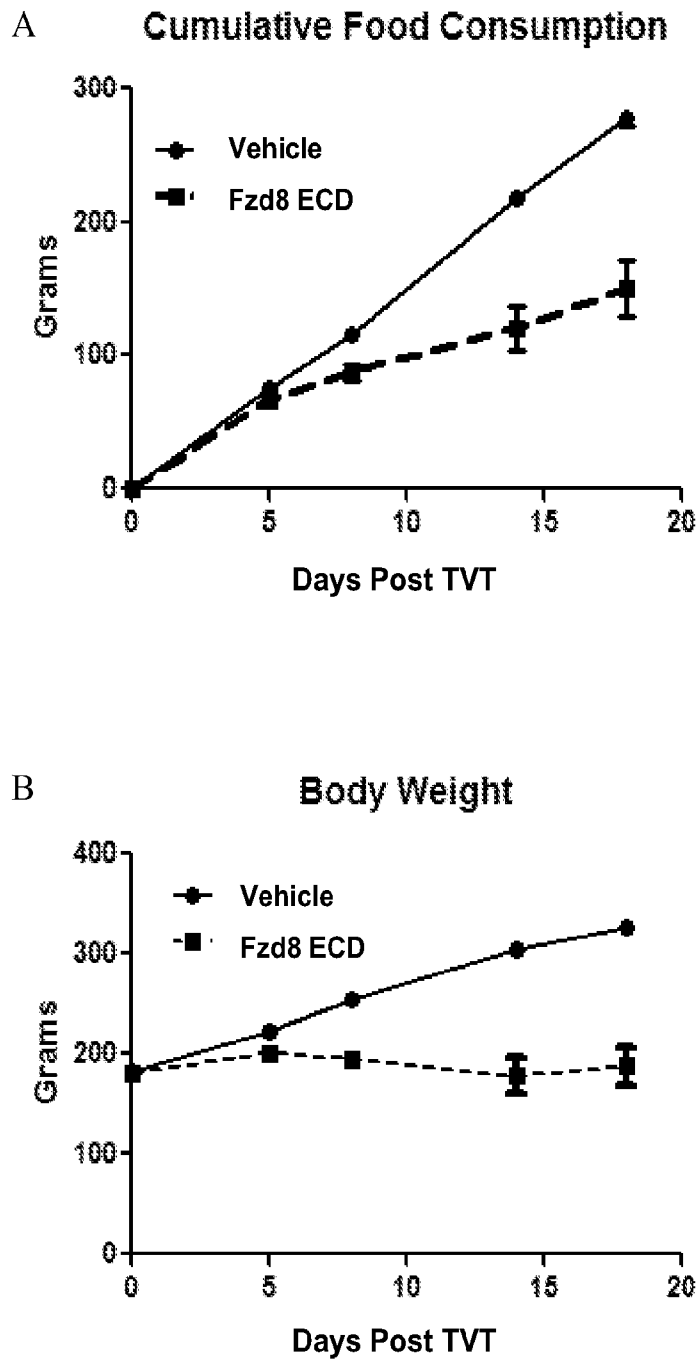 A
Cumulative Food Consumption
300
200
100
0
Grams
Vehicle
Fzd8 ECD
0 5 10 15 20
Days Post TVT
B
Body Weight
400
300
200
100
0
Grams
Vehicle
Fzd8 ECD
0 5 10 15 20
Days Post TVT